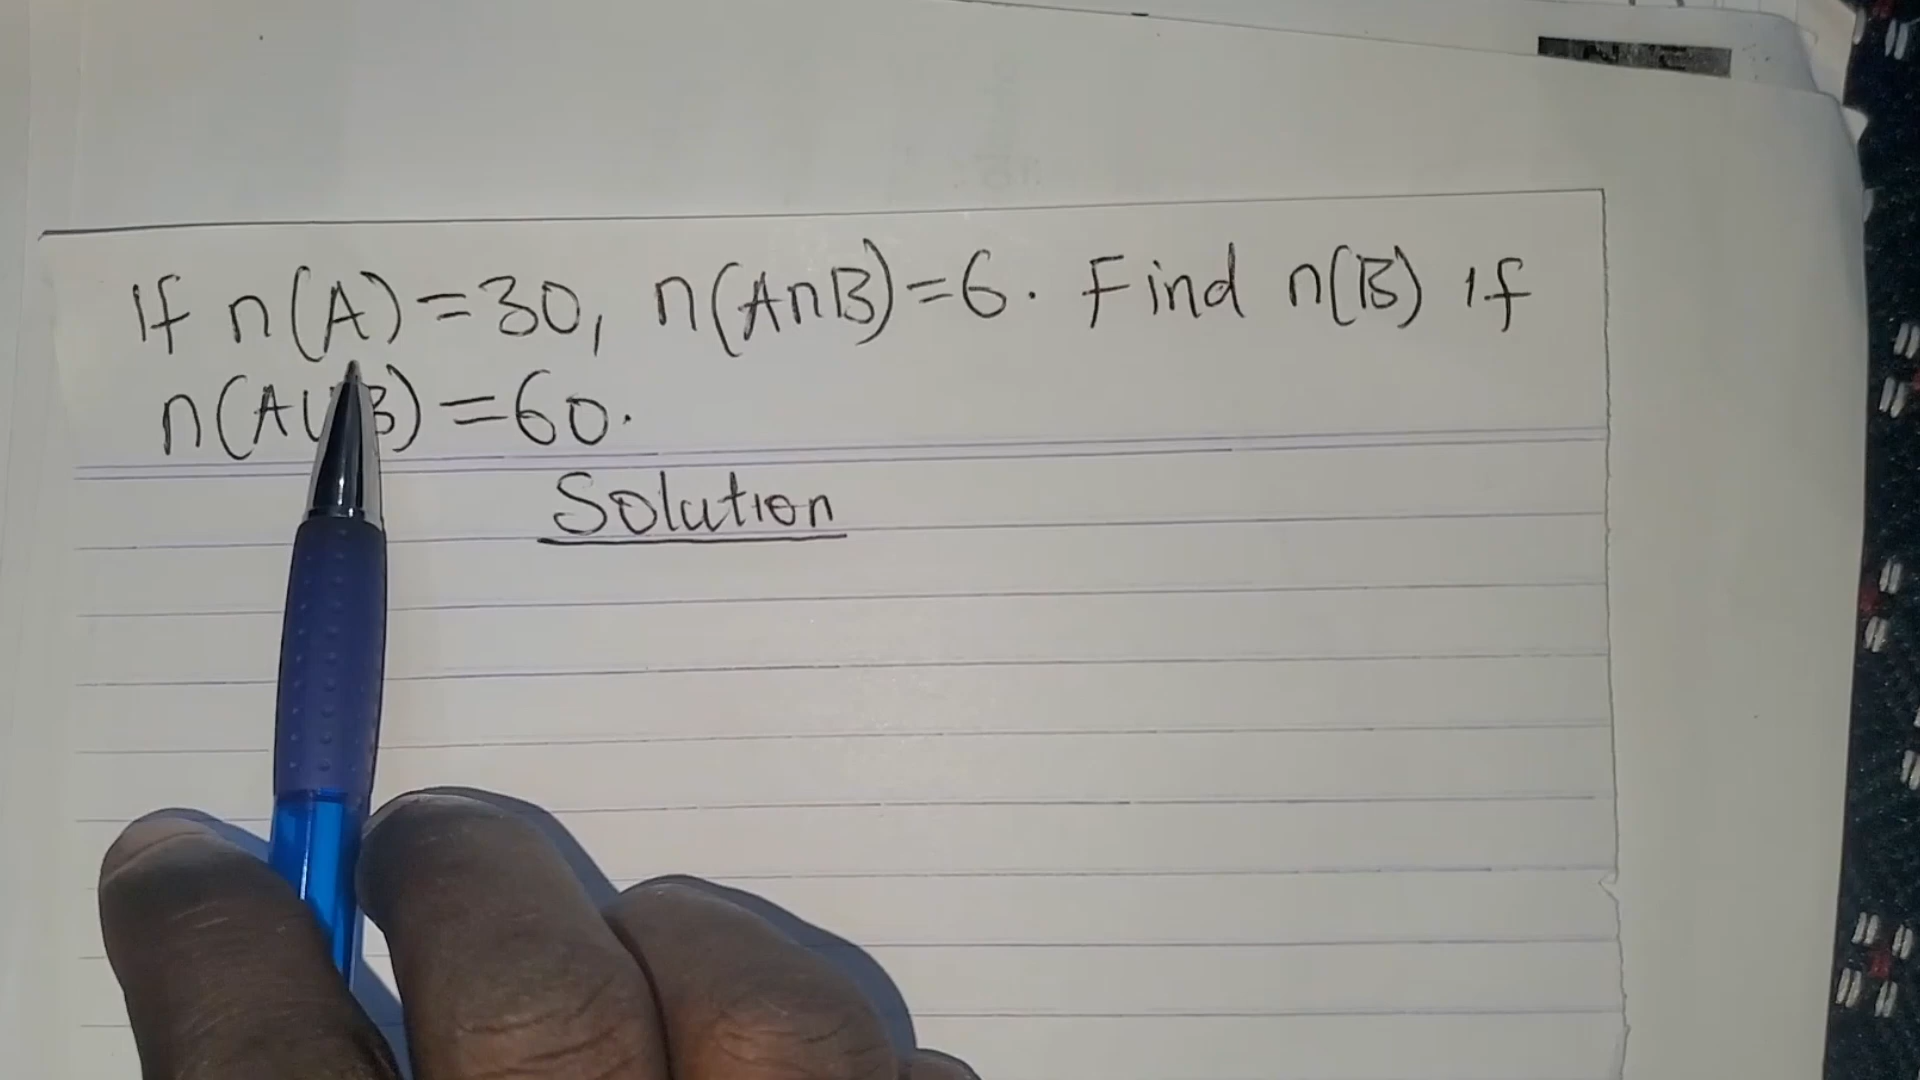 If n(A)=30, n(A∩B)=6. Find n(B) if
n(A∪B)=60.
Solution